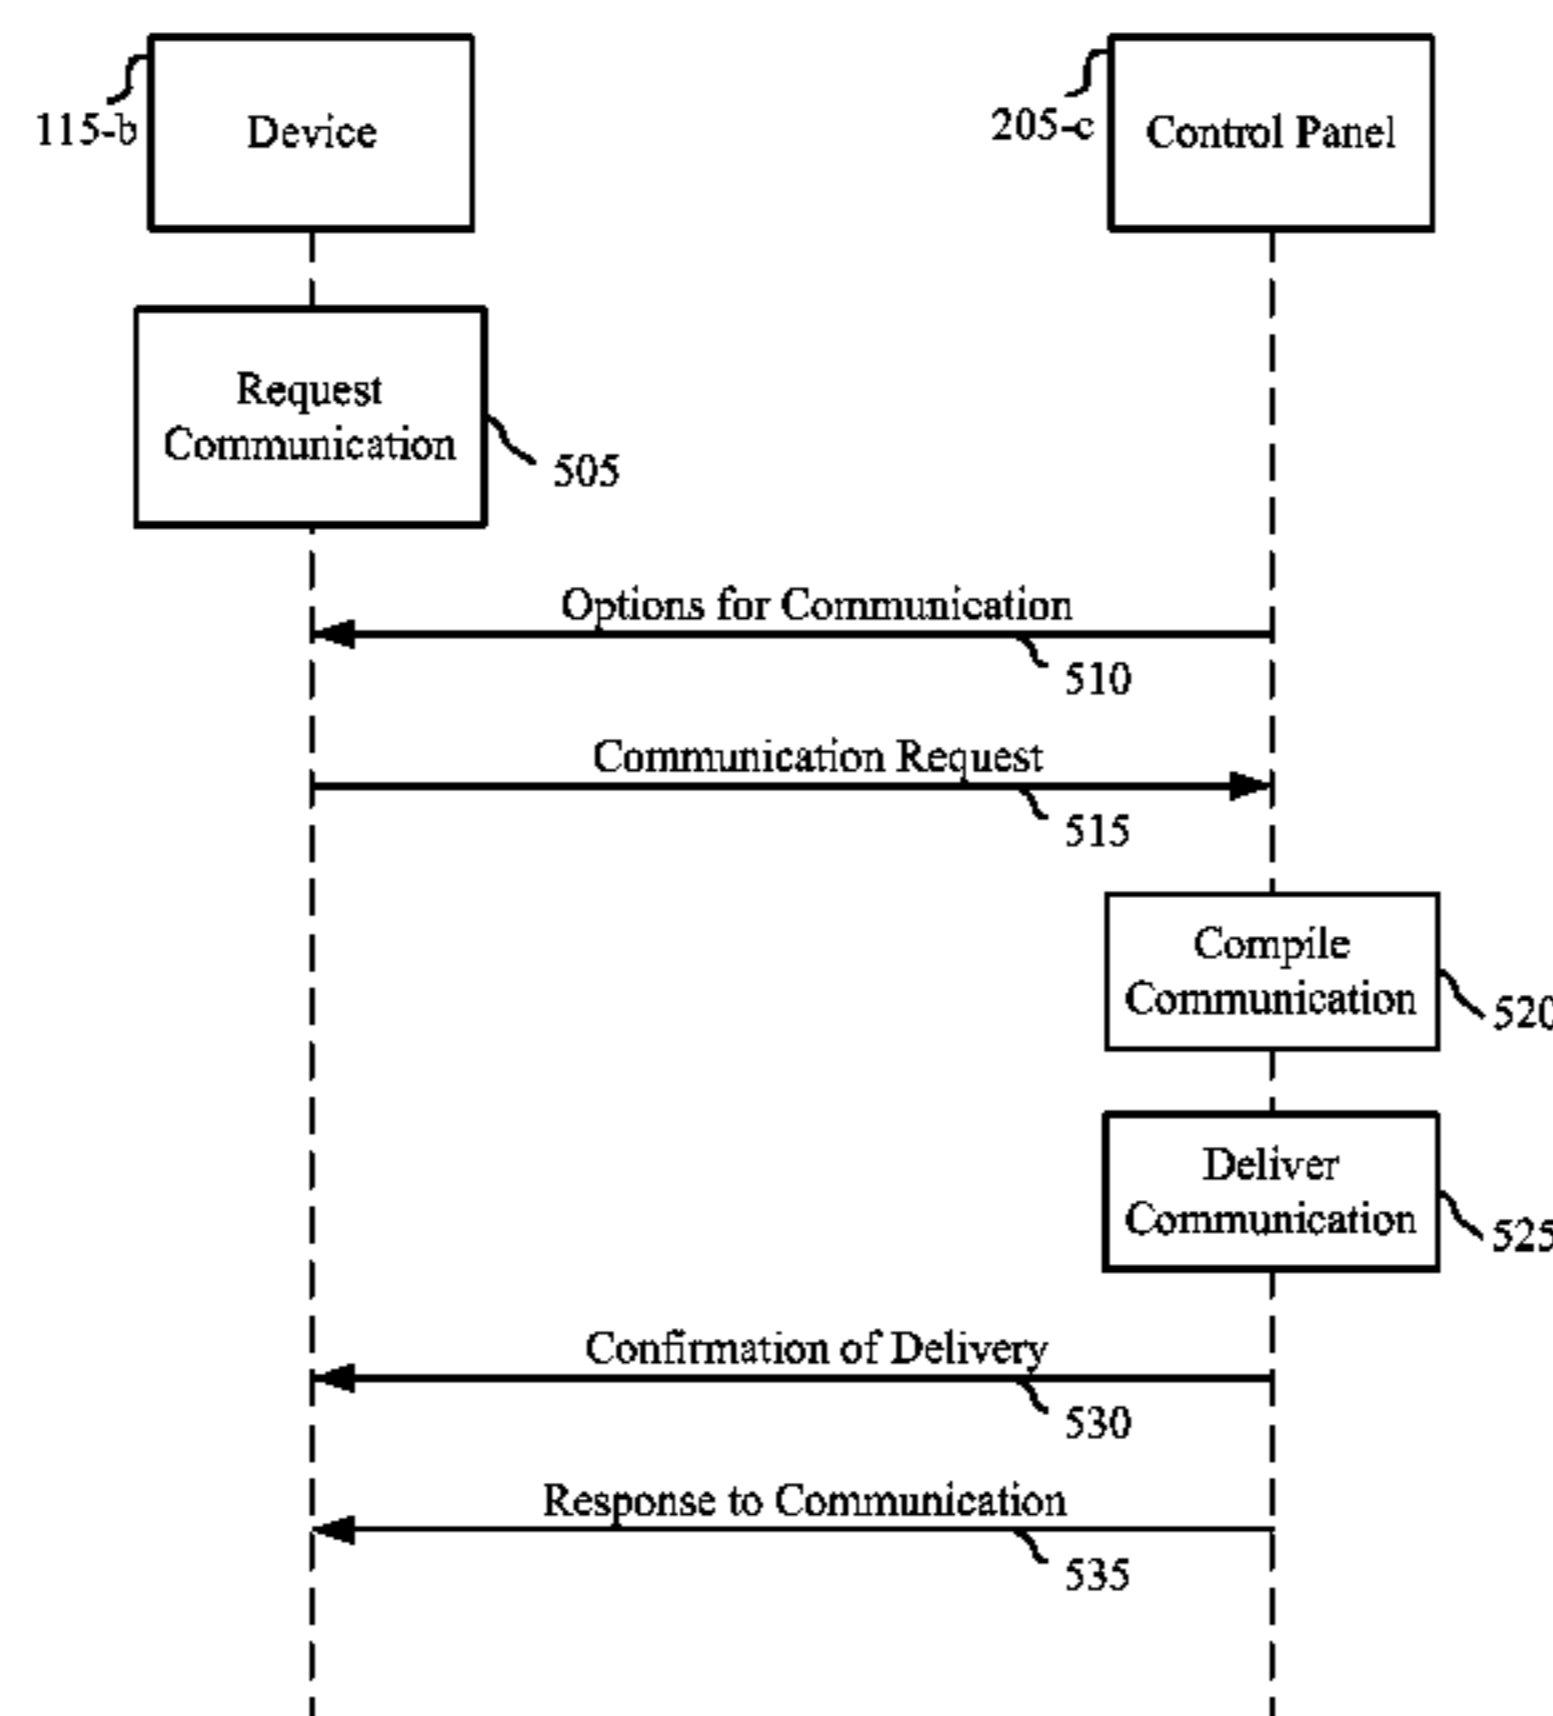 115-b
Device
205-c
Control Panel
Request
Communication
505
Options for Communication
510
Communication Request
515
Compile
Communication
520
Deliver
Communication
525
Confirmation of Delivery
530
Response to Communication
535